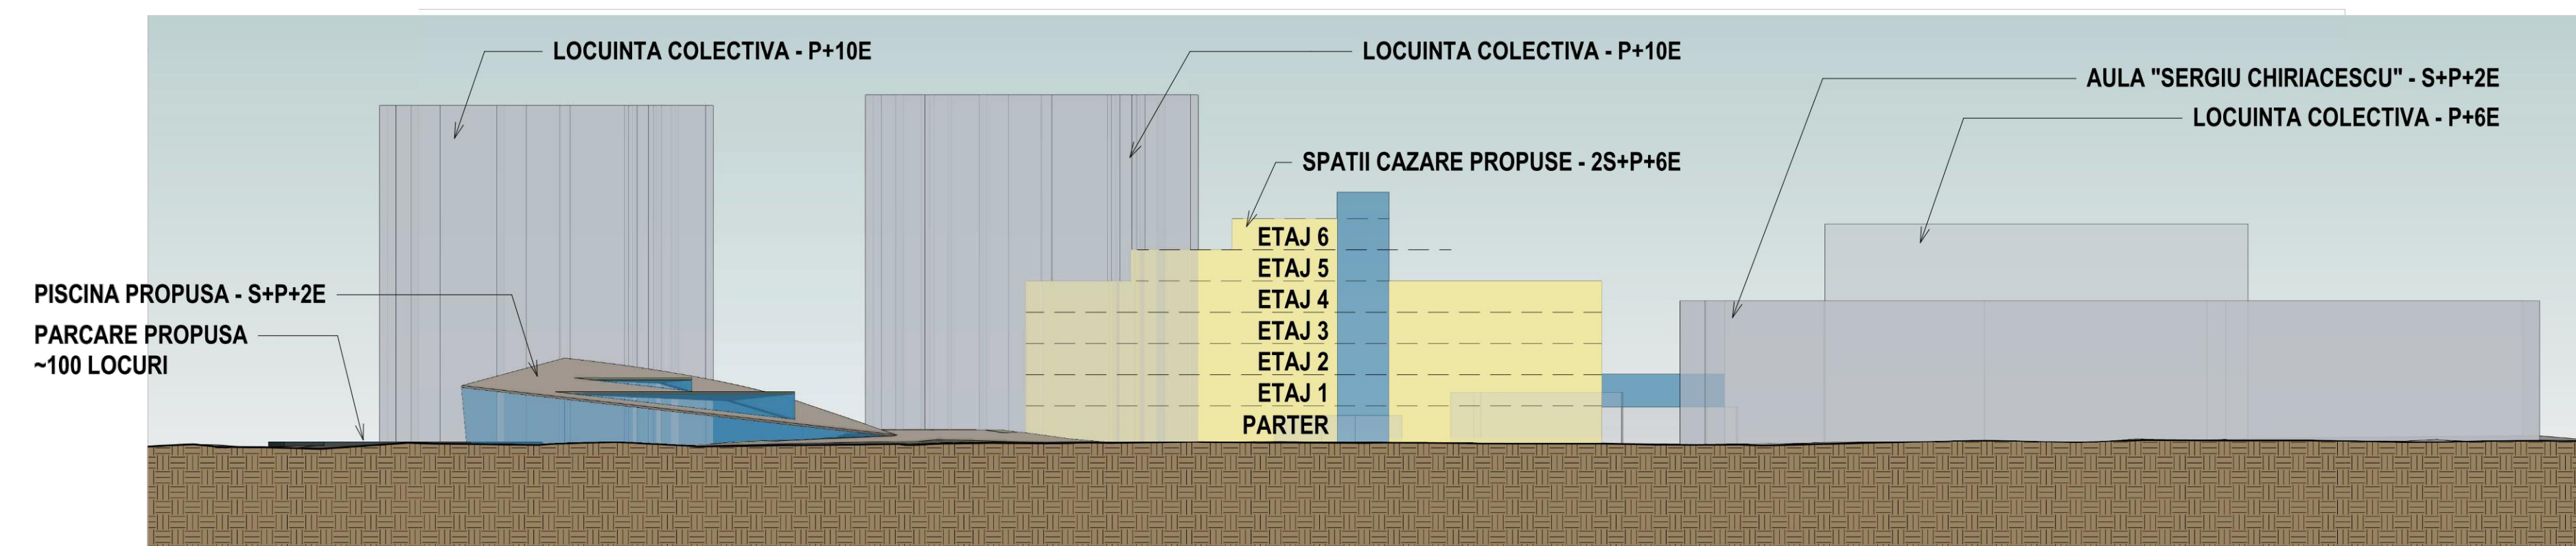 LOCUINTA COLECTIVA - P+10E
LOCUINTA COLECTIVA - P+10E
AULA "SERGIU CHIRIACESCU" - S+P+2E
LOCUINTA COLECTIVA - P+6E
SPATII CAZARE PROPUSE - 2S+P+6E
ETAJ 6
ETAJ 5
ETAJ 4
ETAJ 3
ETAJ 2
ETAJ 1
PARTER
PISCINA PROPUSA - S+P+2E
PARCARE PROPUSA
~100 LOCURI